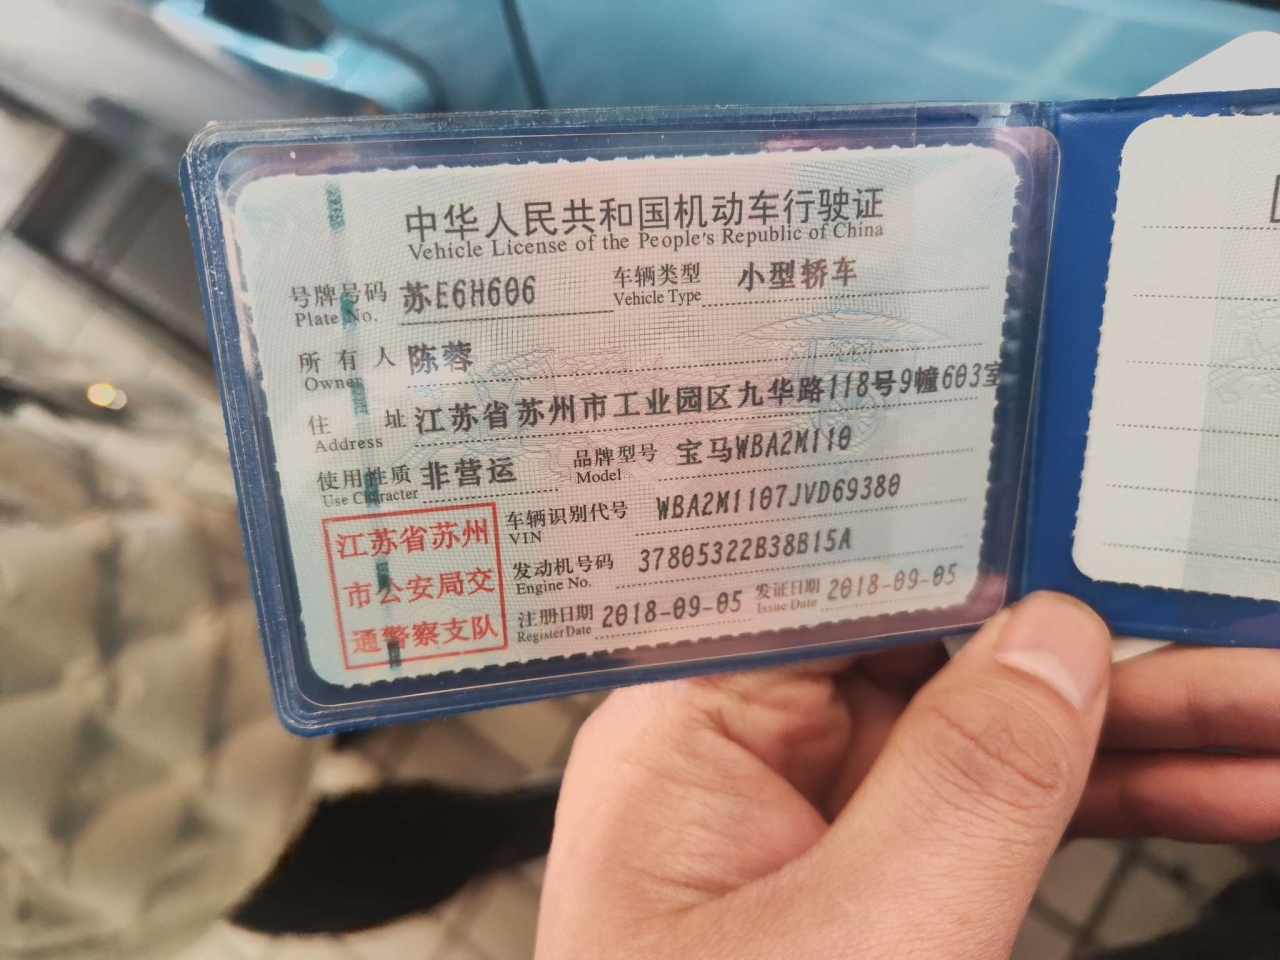 中华人民共和国机动车行驶证
Vehicle License of the People's Republic of China
号牌号码 苏E6H606 车辆类型 小型轿车
Plate No. Vehicle Type
所有人 陈蓉
Owner
住址 江苏省苏州市工业园区九华路118号9幢603室
Address
使用性质 非营运 品牌型号 宝马WBA2M110
Use Character Model
车辆识别代号 WBA2M1107JVD69380
VIN
发动机号码 37805322B38B15A
Engine No.
注册日期 2018-09-05 发证日期 2018-09-05
Register Date Issue Date
江苏省苏州
市公安局交
通警察支队